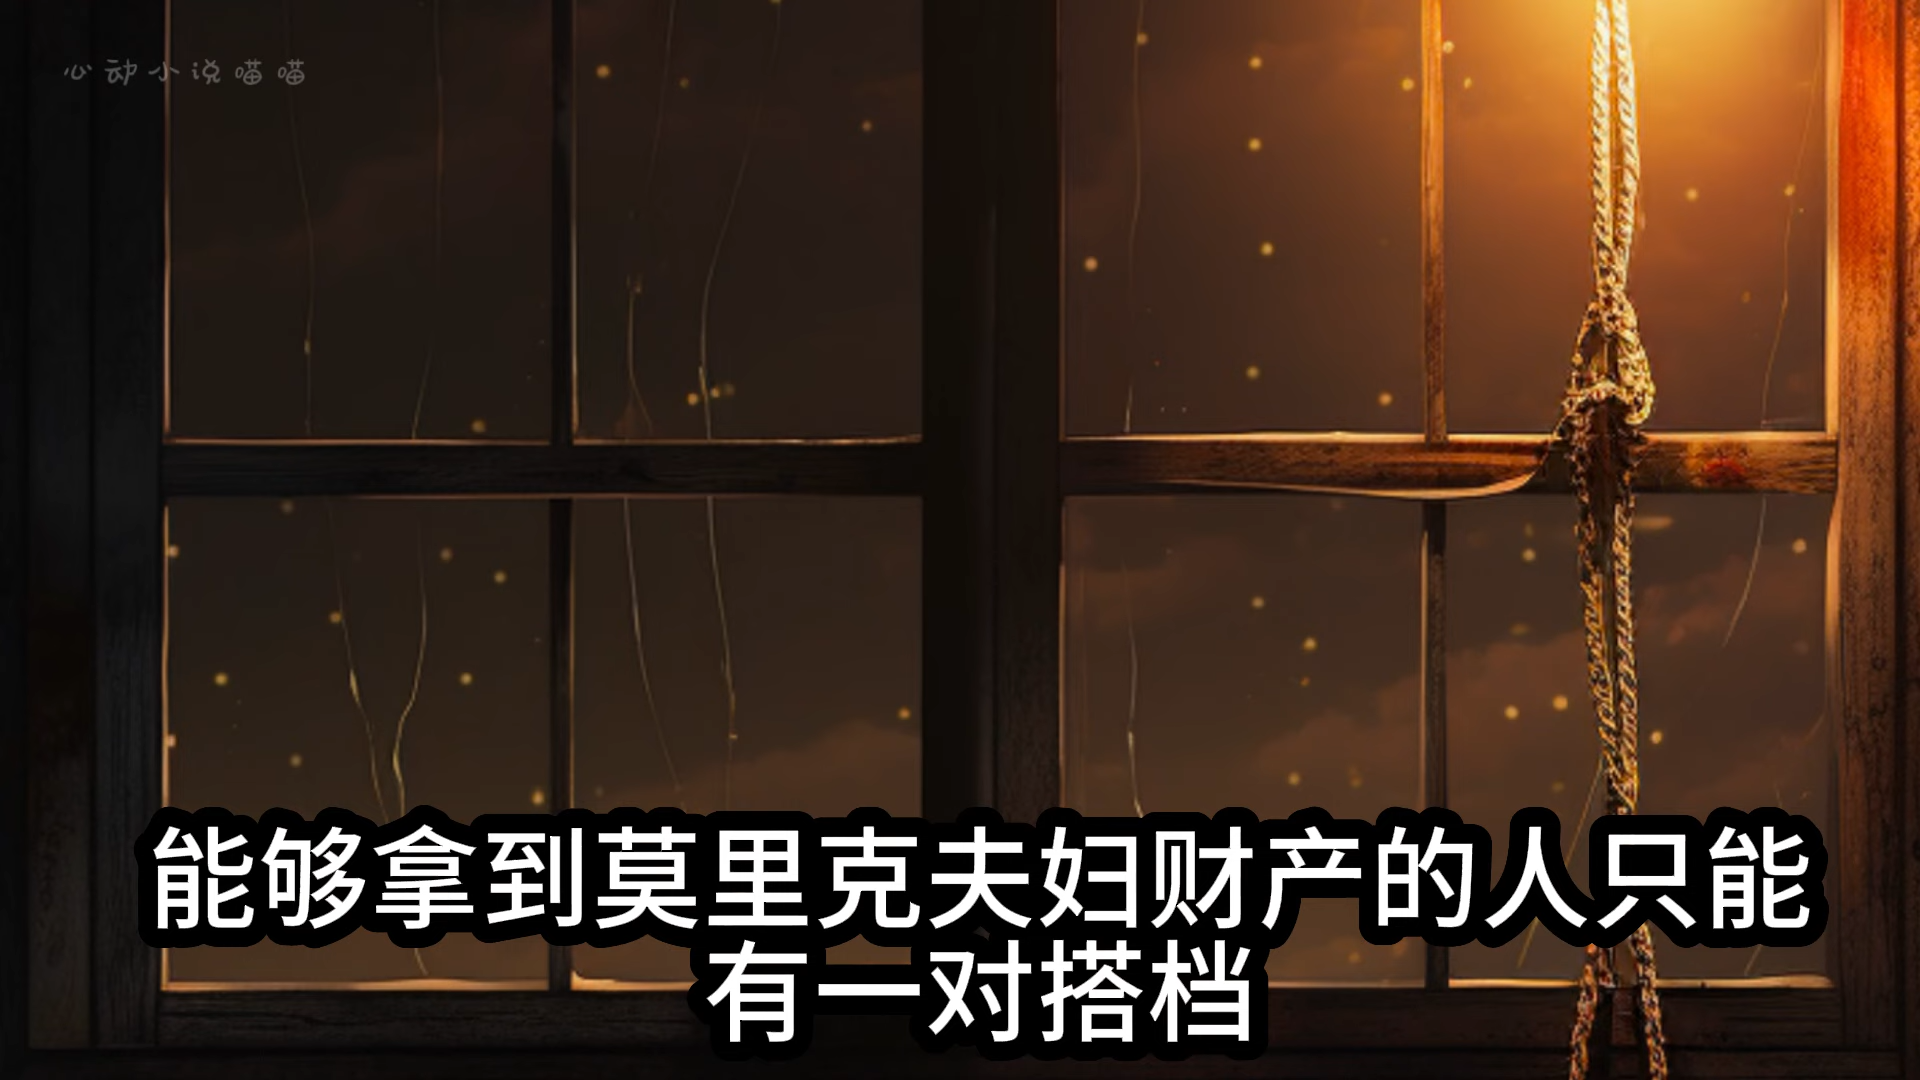 心动小说喵喵
能够拿到莫里克夫妇财产的人只能
有一对搭档